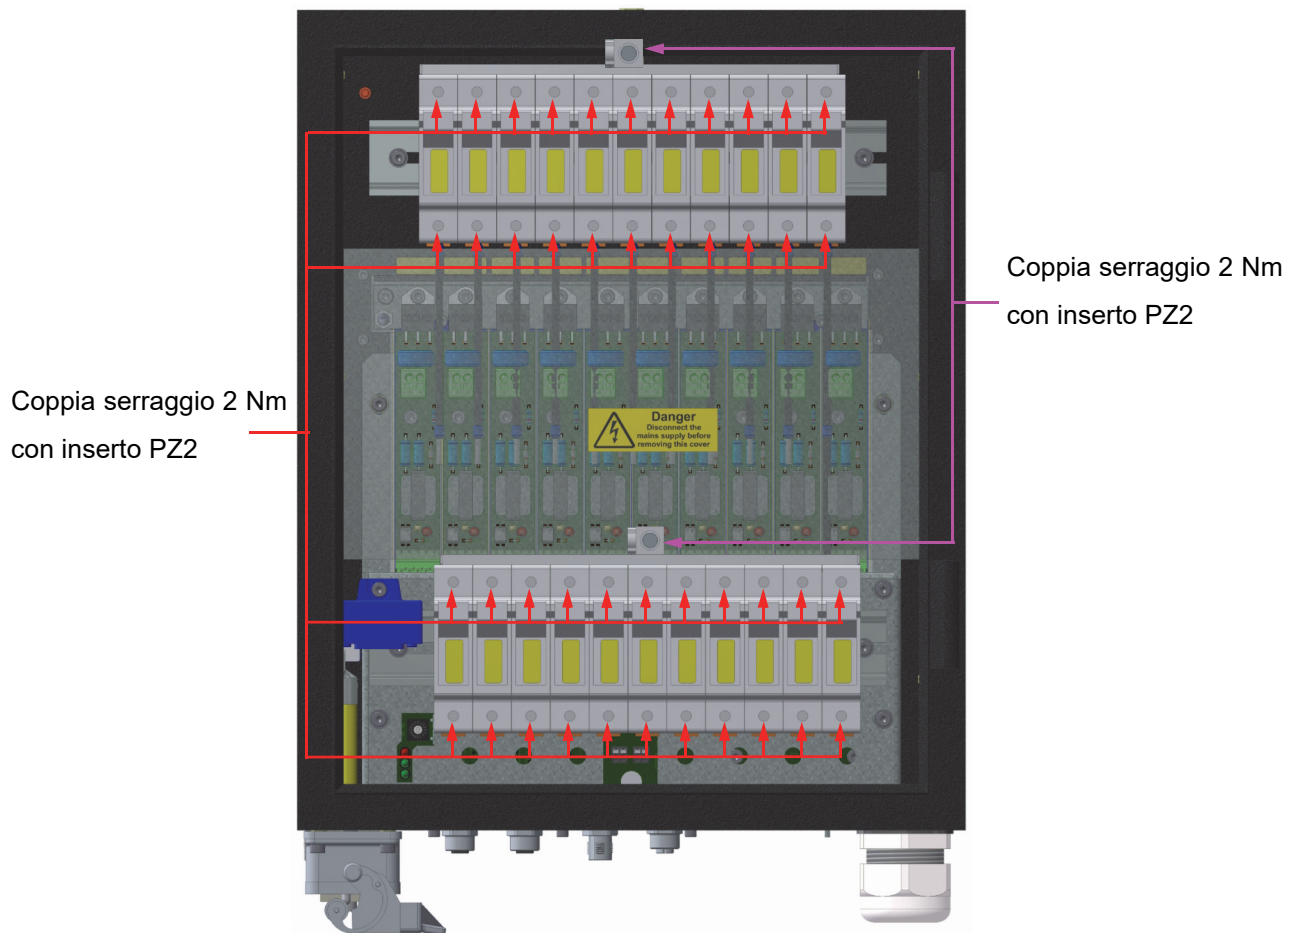 Coppia serraggio 2 Nm
con inserto PZ2
Coppia serraggio 2 Nm
con inserto PZ2
Danger
Disconnect the
mains supply before
removing this cover